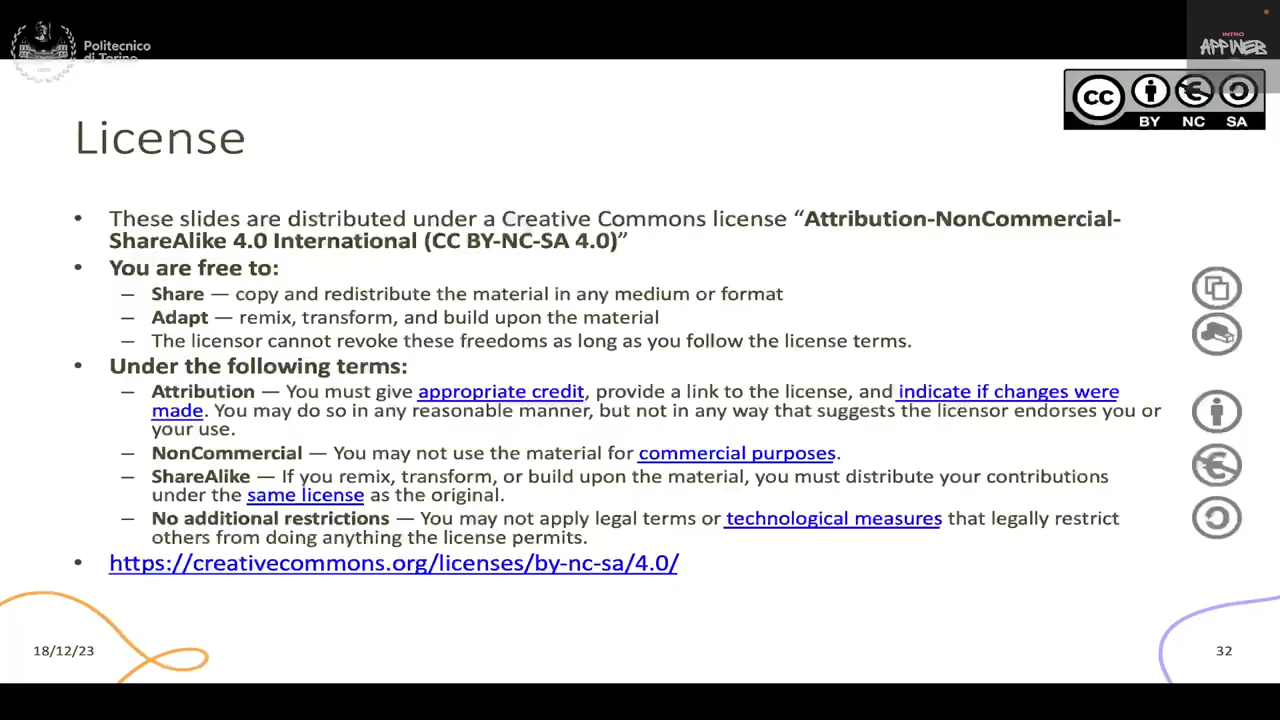 Politecnico
di Torino
INTRO
APP WEB
CC
BY NC SA
License
• These slides are distributed under a Creative Commons license “Attribution-NonCommercial-
ShareAlike 4.0 International (CC BY-NC-SA 4.0)”
• You are free to:
– Share — copy and redistribute the material in any medium or format
– Adapt — remix, transform, and build upon the material
– The licensor cannot revoke these freedoms as long as you follow the license terms.
• Under the following terms:
– Attribution — You must give appropriate credit, provide a link to the license, and indicate if changes were
made. You may do so in any reasonable manner, but not in any way that suggests the licensor endorses you or
your use.
– NonCommercial — You may not use the material for commercial purposes.
– ShareAlike — If you remix, transform, or build upon the material, you must distribute your contributions
under the same license as the original.
– No additional restrictions — You may not apply legal terms or technological measures that legally restrict
others from doing anything the license permits.
• https://creativecommons.org/licenses/by-nc-sa/4.0/
18/12/23
32